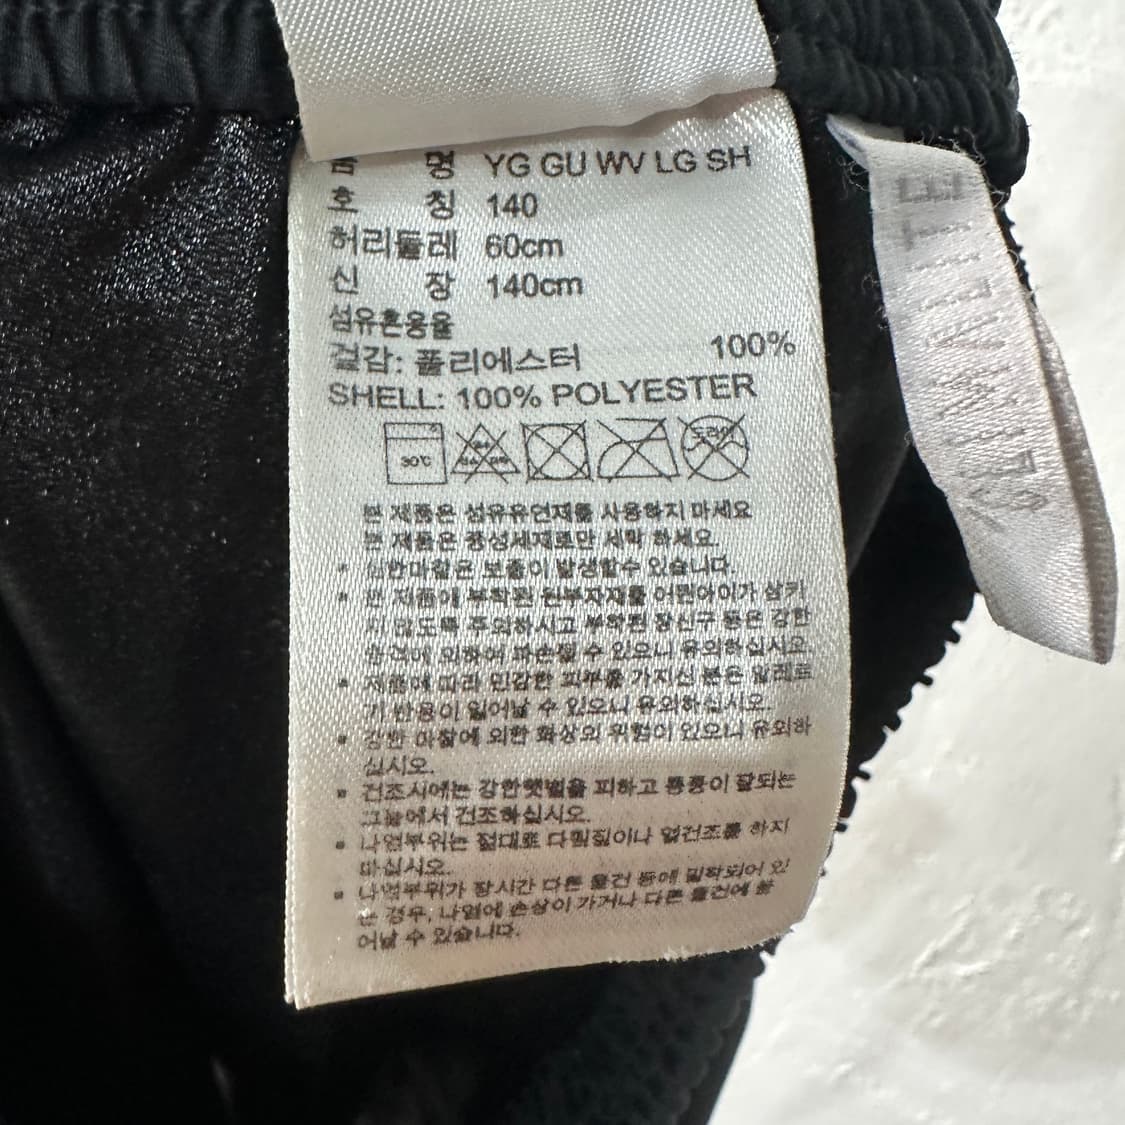 품 명 YG GU WV LG SH
호 칭 140
허리둘레 60cm
신 장 140cm
섬유혼용율
겉감: 폴리에스터 100%
SHELL: 100% POLYESTER
30℃
드라이
본 제품은 섬유유연제를 사용하지 마세요
본 제품은 중성세제로만 세탁 하세요.
심한마찰은 보풀이 발생할수 있습니다.
본 제품에 부착된 원부자재를 어린아이가 삼키
지 않도록 주의하시고 부착된 장신구 등은 강한
충격에 의하여 파손될 수 있으니 유의하십시오
제품에 따라 민감한 피부를 가지신 분은 알레르
기 반응이 일어날 수 있으니 유의하십시오.
강한 마찰에 의한 화상의 위험이 있으니 유의하
십시오.
건조시에는 강한햇볕을 피하고 통풍이 잘되는
그늘에서 건조하십시오.
나염부위는 절대로 다림질이나 열건조를 하지
마십시오.
나염부위가 장시간 다른 물건 등에 밀착되어 있
는 경우, 나염에 손상이 가거나 다른 물건에 묻
어날 수 있습니다.